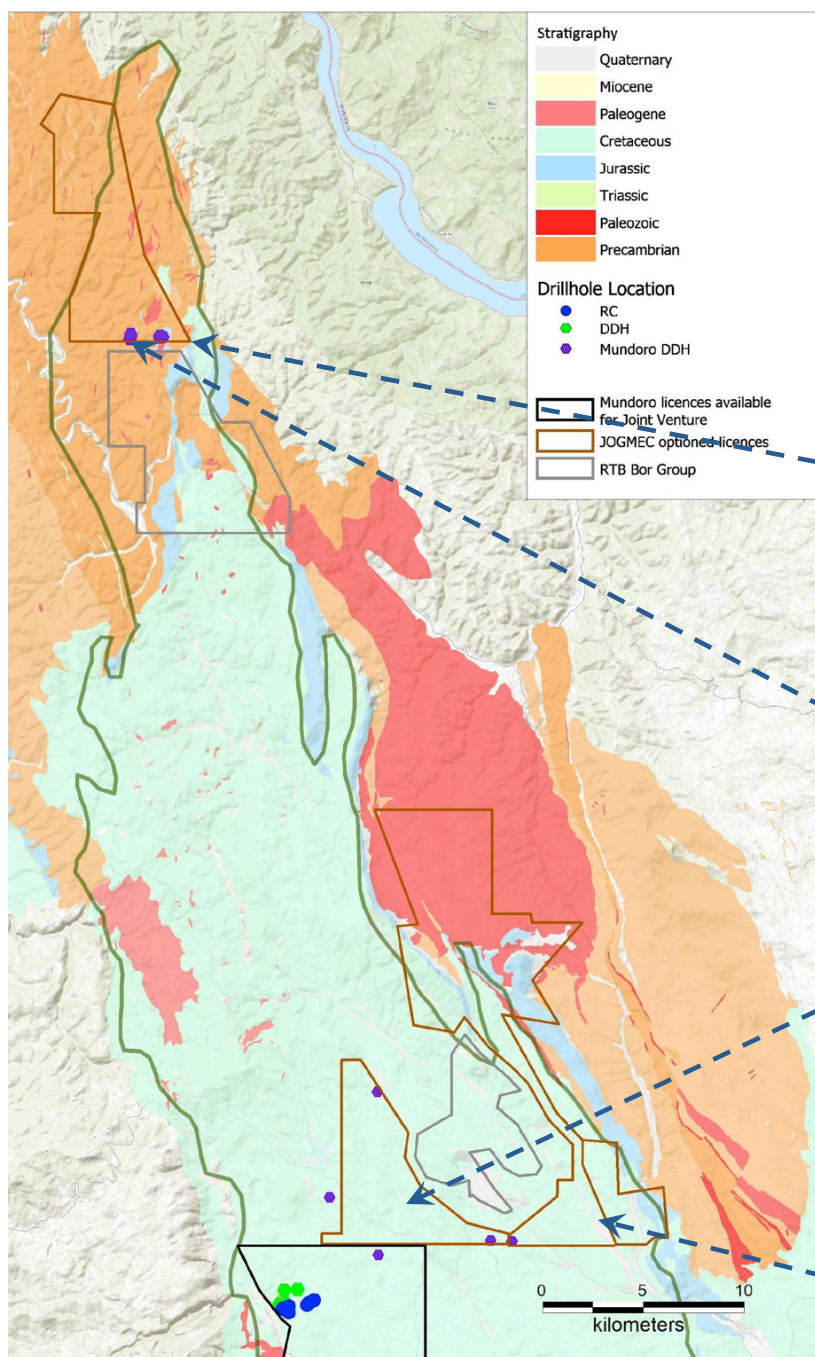 Stratigraphy
Quaternary
Miocene
Paleogene
Cretaceous
Jurassic
Triassic
Paleozoic
Precambrian
Drillhole Location
RC
DDH
Mundoro DDH
Mundoro licences available
for Joint Venture
JOGMEC optioned licences
RTB Bor Group
0 5 10
kilometers